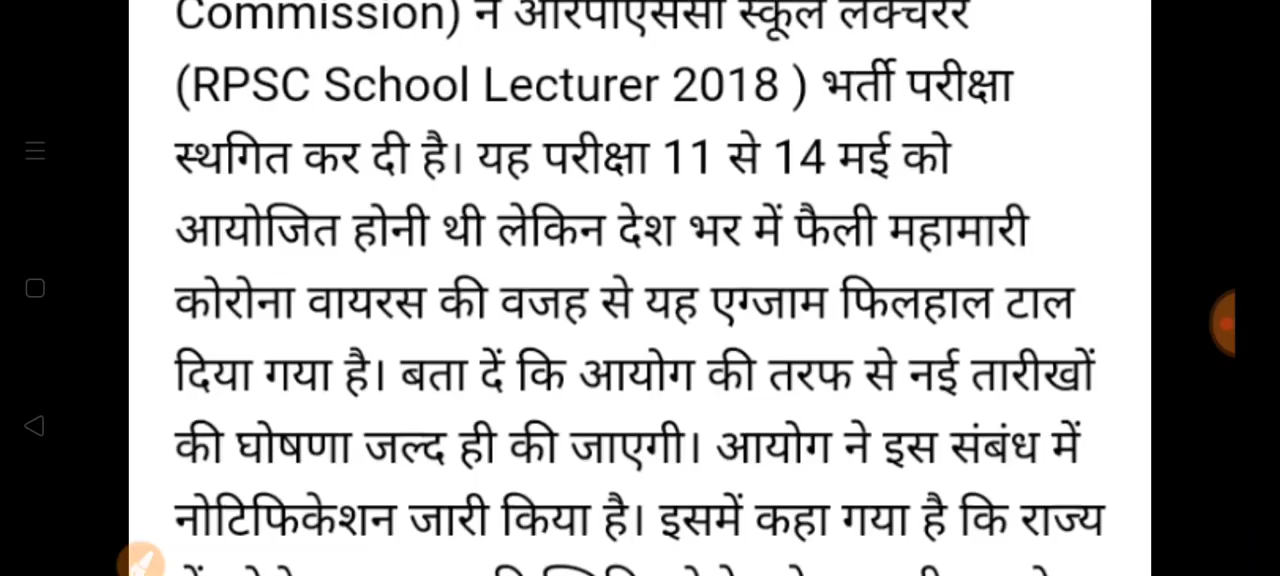 Commission) ने आरपीएससी स्कूल लेक्चरर
(RPSC School Lecturer 2018 ) भर्ती परीक्षा
स्थगित कर दी है। यह परीक्षा 11 से 14 मई को
आयोजित होनी थी लेकिन देश भर में फैली महामारी
कोरोना वायरस की वजह से यह एग्जाम फिलहाल टाल
दिया गया है। बता दें कि आयोग की तरफ से नई तारीखों
की घोषणा जल्द ही की जाएगी। आयोग ने इस संबंध में
नोटिफिकेशन जारी किया है। इसमें कहा गया है कि राज्य